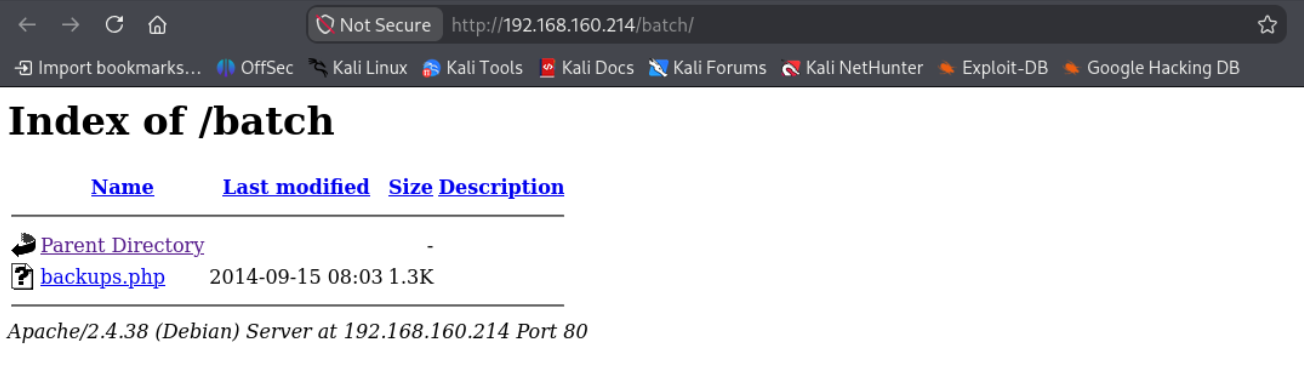 Not Secure http://192.168.160.214/batch/
Import bookmarks... OffSec Kali Linux Kali Tools Kali Docs Kali Forums Kali NetHunter Exploit-DB Google Hacking DB
Index of /batch
Name Last modified Size Description
Parent Directory -
backups.php 2014-09-15 08:03 1.3K
Apache/2.4.38 (Debian) Server at 192.168.160.214 Port 80